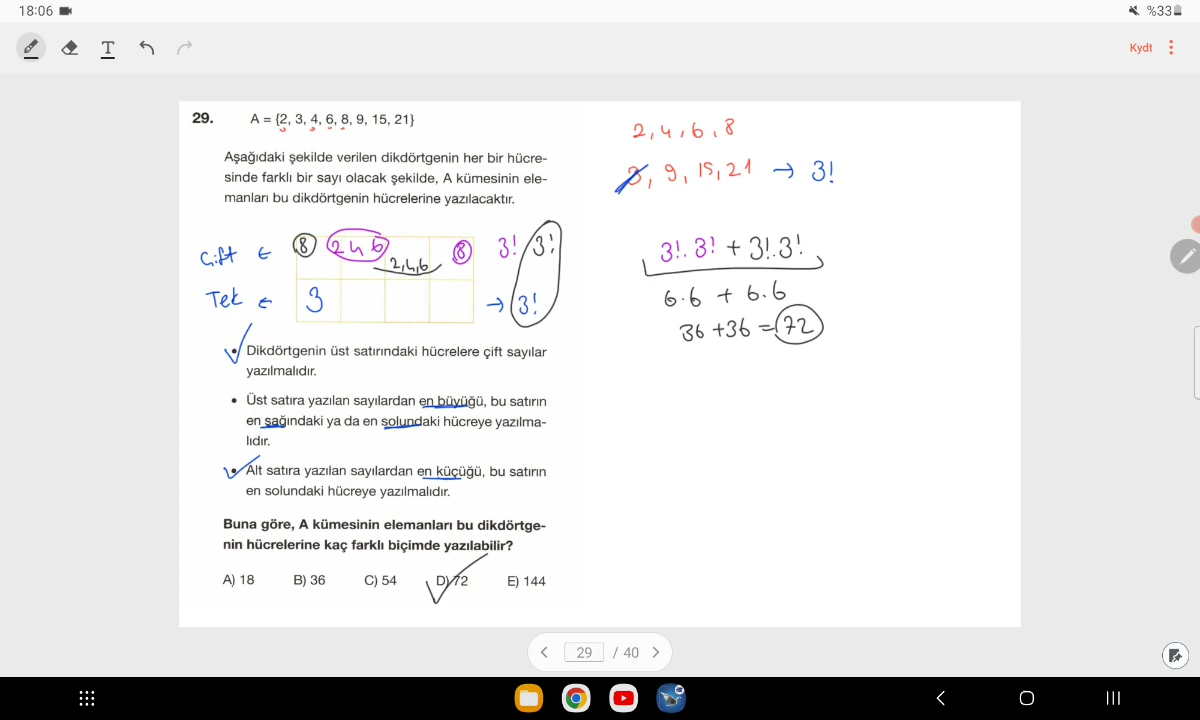 18:06
%33
T
Kydt
29. A = {2, 3, 4, 6, 8, 9, 15, 21}
Aşağıdaki şekilde verilen dikdörtgenin her bir hücre-
sinde farklı bir sayı olacak şekilde, A kümesinin ele-
manları bu dikdörtgenin hücrelerine yazılacaktır.
Çift ← 8 2 4 6 8 3! 3!
2,4,6
Tek ← 3 → 3!
• Dikdörtgenin üst satırındaki hücrelere çift sayılar
yazılmalıdır.
• Üst satıra yazılan sayılardan en büyüğü, bu satırın
en sağındaki ya da en solundaki hücreye yazılma-
lıdır.
• Alt satıra yazılan sayılardan en küçüğü, bu satırın
en solundaki hücreye yazılmalıdır.
Buna göre, A kümesinin elemanları bu dikdörtge-
nin hücrelerine kaç farklı biçimde yazılabilir?
A) 18 B) 36 C) 54 D) 72 E) 144
2, 4, 6, 8
3, 9, 15, 21 → 3!
3!. 3! + 3!.3!
6.6 + 6.6
36 + 36 = 72
29 / 40